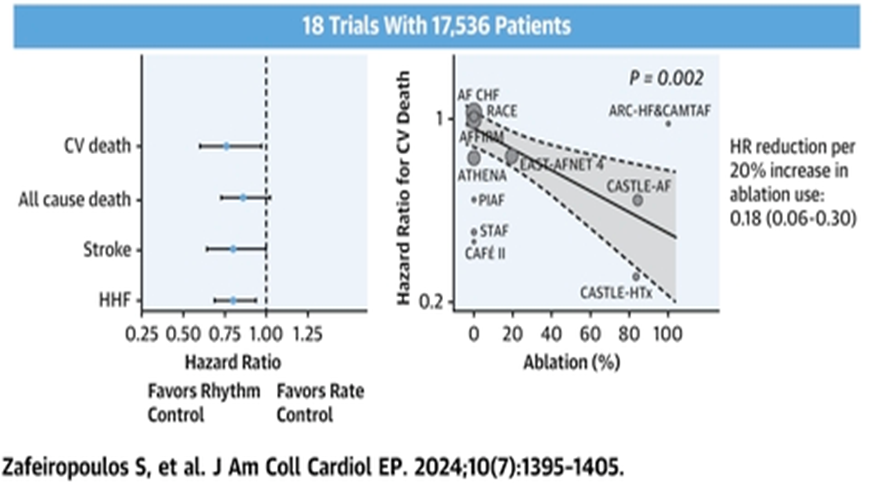 18 Trials With 17,536 Patients
CV death
All cause death
Stroke
HHF
0.25 0.50 0.75 1.00 1.25
Hazard Ratio
Favors Rhythm
Control
Favors Rate
Control
Hazard Ratio for CV Death
1
0.2
P = 0.002
AF CHF
RACE
ARC-HF&CAMTAF
AFFIRM
EAST-AFNET 4
ATHENA
CASTLE-AF
PIAF
STAF
CAFÉ II
CASTLE-HTx
0 20 40 60 80 100
Ablation (%)
HR reduction per
20% increase in
ablation use:
0.18 (0.06-0.30)
Zafeiropoulos S, et al. J Am Coll Cardiol EP. 2024;10(7):1395-1405.